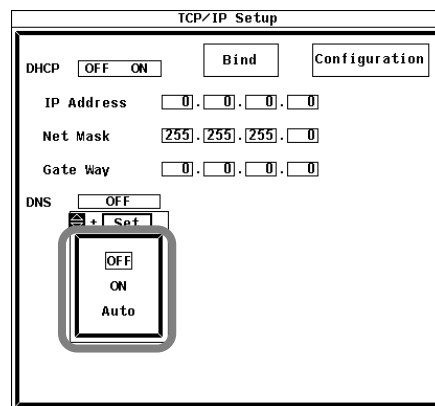 TCP/IP Setup
DHCP OFF ON Bind Configuration
IP Address 0. 0. 0. 0
Net Mask 255. 255. 255. 0
Gate Way 0. 0. 0. 0
DNS OFF
+ Set
OFF
ON
Auto